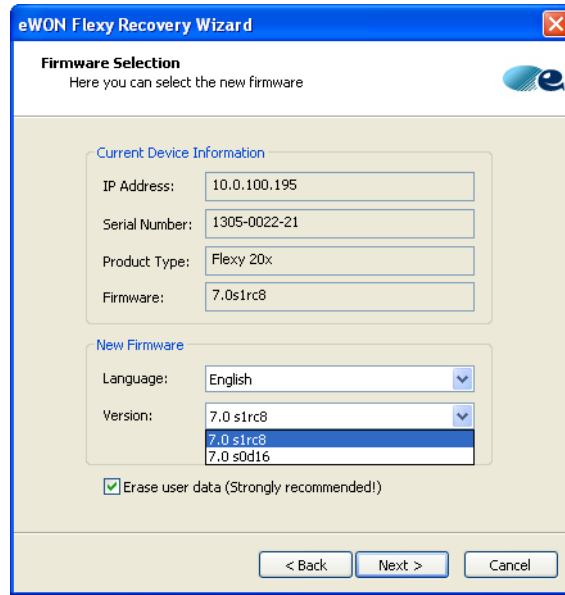 eWON Flexy Recovery Wizard
Firmware Selection
Here you can select the new firmware
e
Current Device Information
IP Address: 10.0.100.195
Serial Number: 1305-0022-21
Product Type: Flexy 20x
Firmware: 7.0s1rc8
New Firmware
Language: English
Version: 7.0 s1rc8
7.0 s1rc8
7.0 s0d16
Erase user data (Strongly recommended!)
< Back Next > Cancel